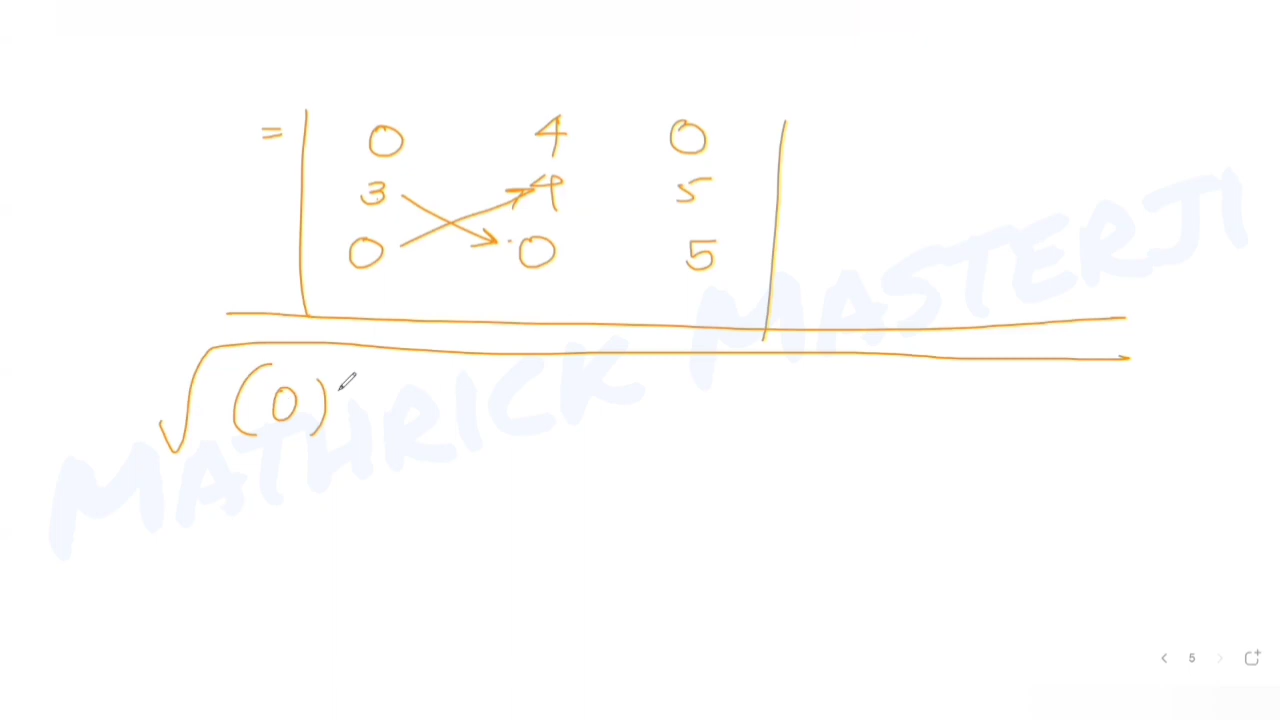 = | 0 4 0 |
3 4 5
0 0 5
√ (0)
MATHRICK MASTERJI
< 5 >